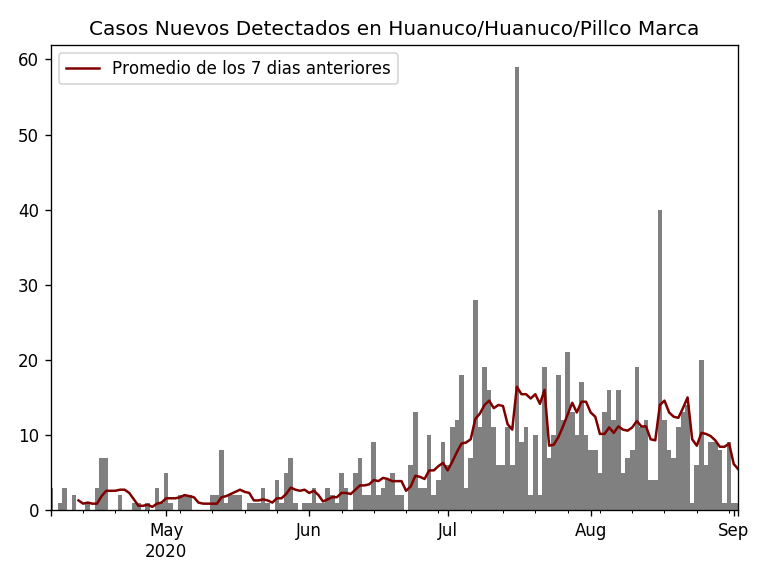 Casos Nuevos Detectados en Huanuco/Huanuco/Pillco Marca
Promedio de los 7 dias anteriores
60
50
40
30
20
10
0
May Jun Jul Aug Sep
2020